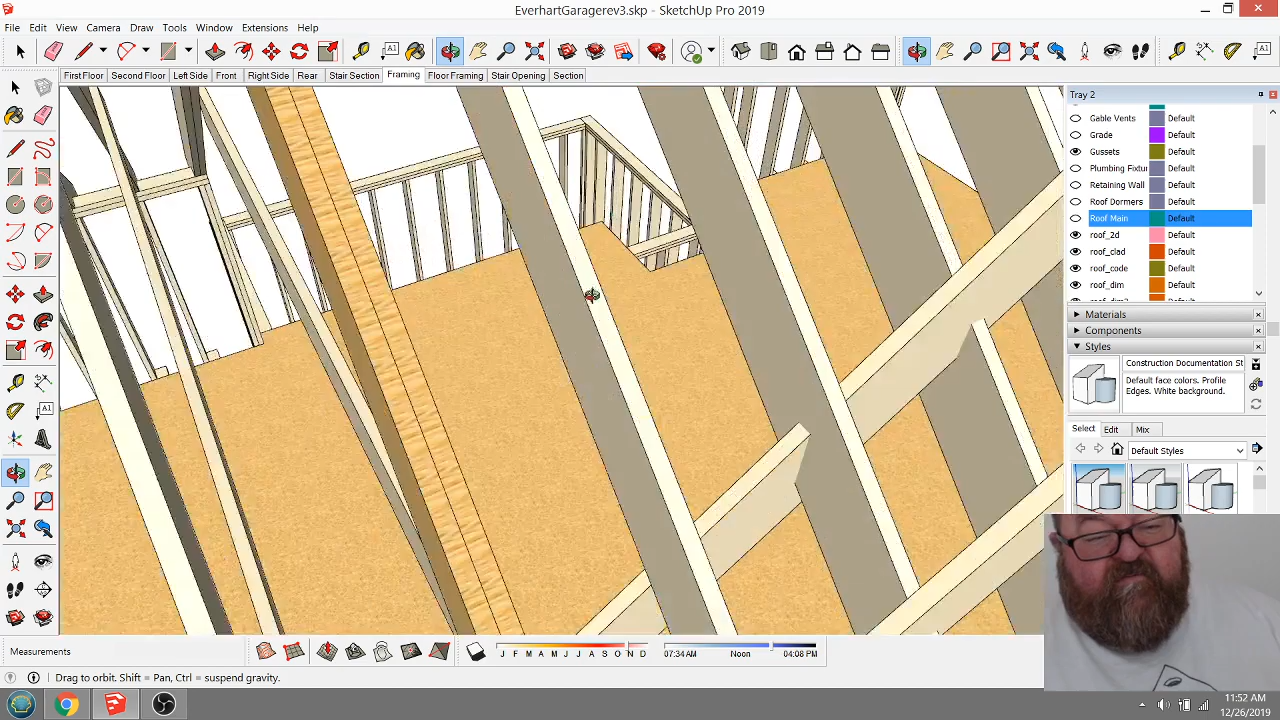 EverhartGaragerev3.skp - SketchUp Pro 2019
File Edit View Camera Draw Tools Window Extensions Help
First Floor Second Floor Left Side Front Right Side Rear Stair Section Framing Floor Framing Stair Opening Section
Tray 2
Gable Vents Default
Grade Default
Gussets Default
Plumbing Fixtu Default
Retaining Wall Default
Roof Dormers Default
Roof Main Default
roof_2d Default
roof_clad Default
roof_code Default
roof_dim Default
Materials
Components
Styles
Construction Documentation St
Default face colors. Profile
Edges. White background.
Select Edit Mix
Default Styles
Measurements
J F M A M J J A S O N D
07:34 AM Noon 04:08 PM
Drag to orbit. Shift = Pan, Ctrl = suspend gravity.
11:52 AM
12/26/2019